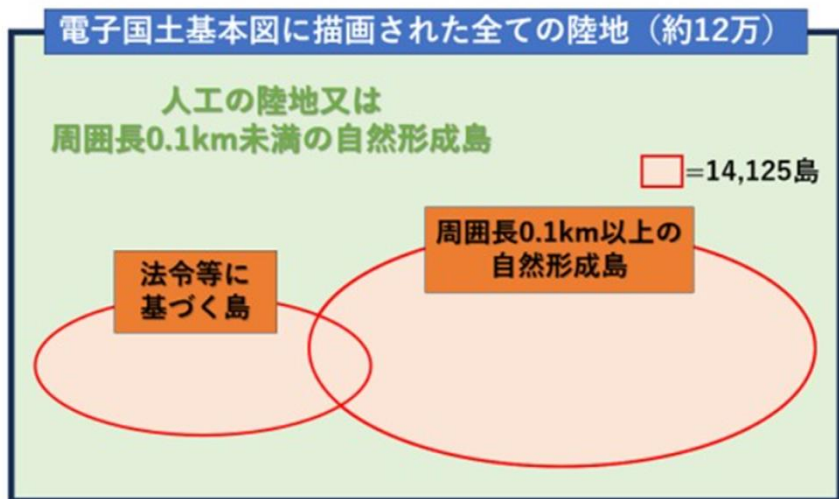 電子国土基本図に描画された全ての陸地（約12万）
人工の陸地又は
周囲長0.1km未満の自然形成島
=14,125島
周囲長0.1km以上の
自然形成島
法令等に
基づく島